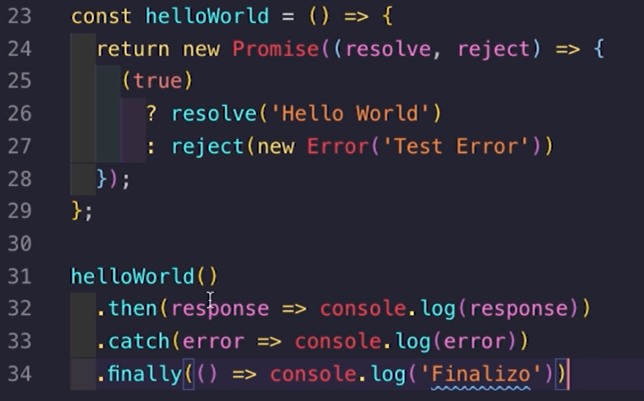 23 const helloWorld = () => {
24   return new Promise((resolve, reject) => {
25     (true)
26       ? resolve('Hello World')
27       : reject(new Error('Test Error'))
28   });
29 };
30
31 helloWorld()
32   .then(response => console.log(response))
33   .catch(error => console.log(error))
34   .finally(() => console.log('Finalizo'))